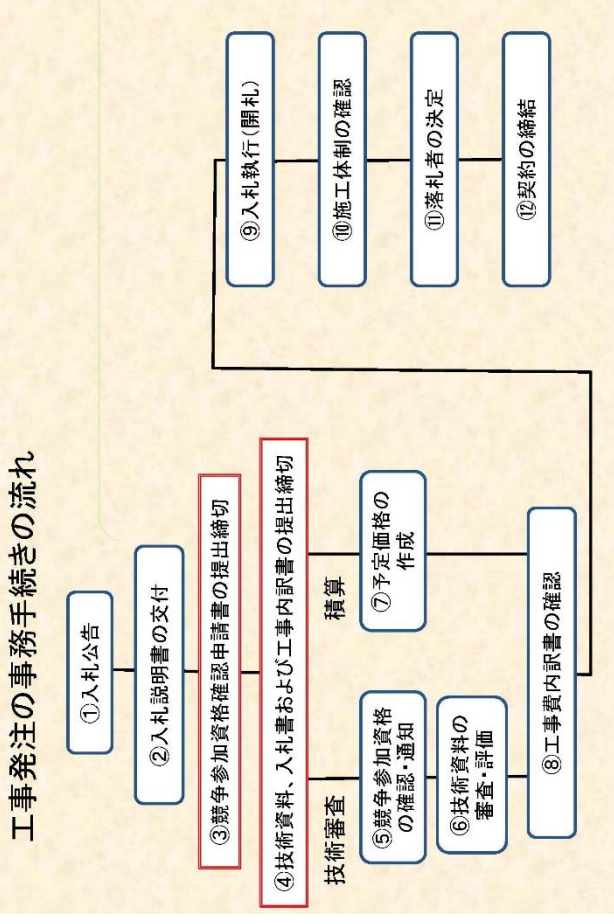 工事発注の事務手続きの流れ
①入札公告
②入札説明書の交付
③競争参加資格確認申請書の提出締切
④技術資料、入札書および工事内訳書の提出締切
技術審査
積算
⑤競争参加資格
の確認・通知
⑥技術資料の
審査・評価
⑦予定価格の
作成
⑧工事費内訳書の確認
⑨入札執行(開札)
⑩施工体制の確認
⑪落札者の決定
⑫契約の締結